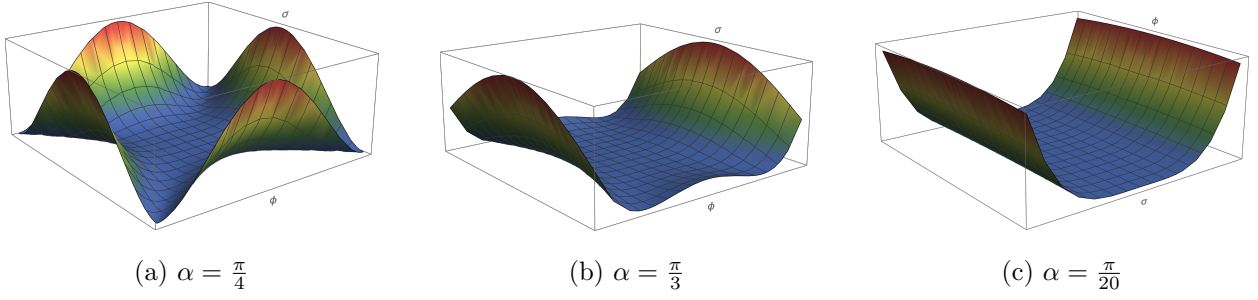 σ
ϕ
(a) α = π/4
σ
ϕ
(b) α = π/3
ϕ
σ
(c) α = π/20